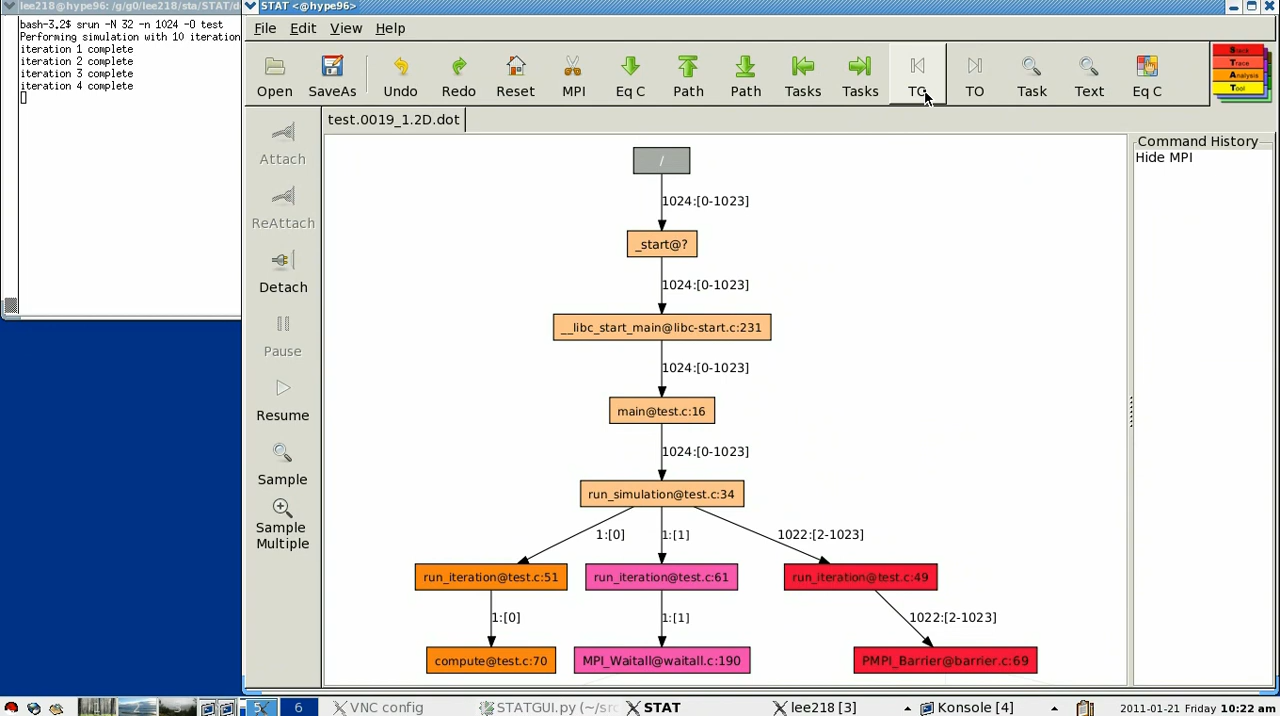 lee218@hype96: /g/g0/lee218/sta/STAT/d
bash-3.2$ srun -N 32 -n 1024 -O test
Performing simulation with 10 iteration
iteration 1 complete
iteration 2 complete
iteration 3 complete
iteration 4 complete
STAT <@hype96>
File Edit View Help
Open SaveAs Undo Redo Reset MPI Eq C Path Path Tasks Tasks TO TO Task Text Eq C
Stack
Trace
Analysis
Tool
test.0019_1.2D.dot
Attach
ReAttach
Detach
Pause
Resume
Sample
Sample
Multiple
/
1024:[0-1023]
_start@?
1024:[0-1023]
__libc_start_main@libc-start.c:231
1024:[0-1023]
main@test.c:16
1024:[0-1023]
run_simulation@test.c:34
1:[0] 1:[1] 1022:[2-1023]
run_iteration@test.c:51 run_iteration@test.c:61 run_iteration@test.c:49
1:[0] 1:[1] 1022:[2-1023]
compute@test.c:70 MPI_Waitall@waitall.c:190 PMPI_Barrier@barrier.c:69
Command History
Hide MPI
5 6 VNC config STATGUI.py (~/src STAT lee218 [3] Konsole [4] 2011-01-21 Friday 10:22 am